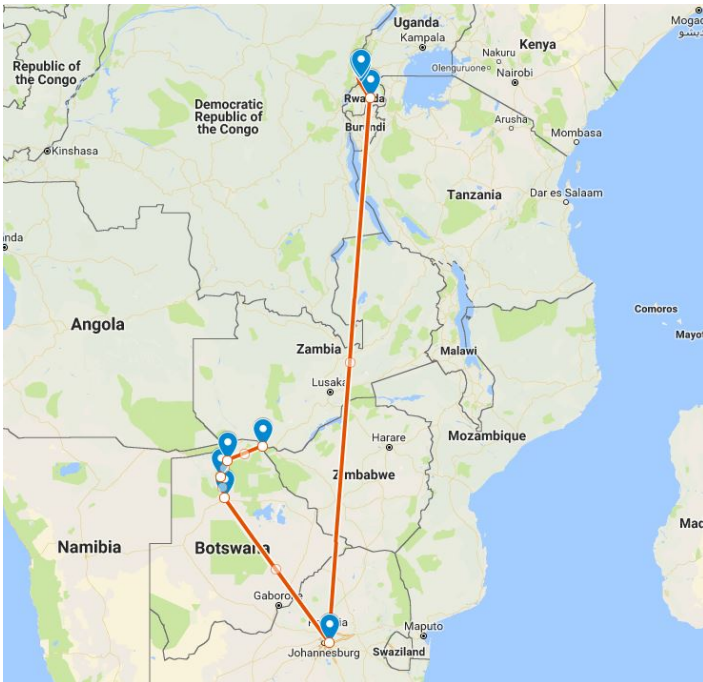 Uganda
Kampala
Mogad
Republic of
the Congo
Nakuru
Kenya
Olenguruone
Nairobi
Democratic
Republic of
the Congo
Rwanda
Burundi
Arusha
Mombasa
Kinshasa
Tanzania
Dar es Salaam
nda
Angola
Comoros
Mayot
Zambia
Malawi
Lusaka
Mozambique
Harare
Zimbabwe
Namibia
Botswana
Mad
Gaborone
Maputo
Johannesburg
Swaziland